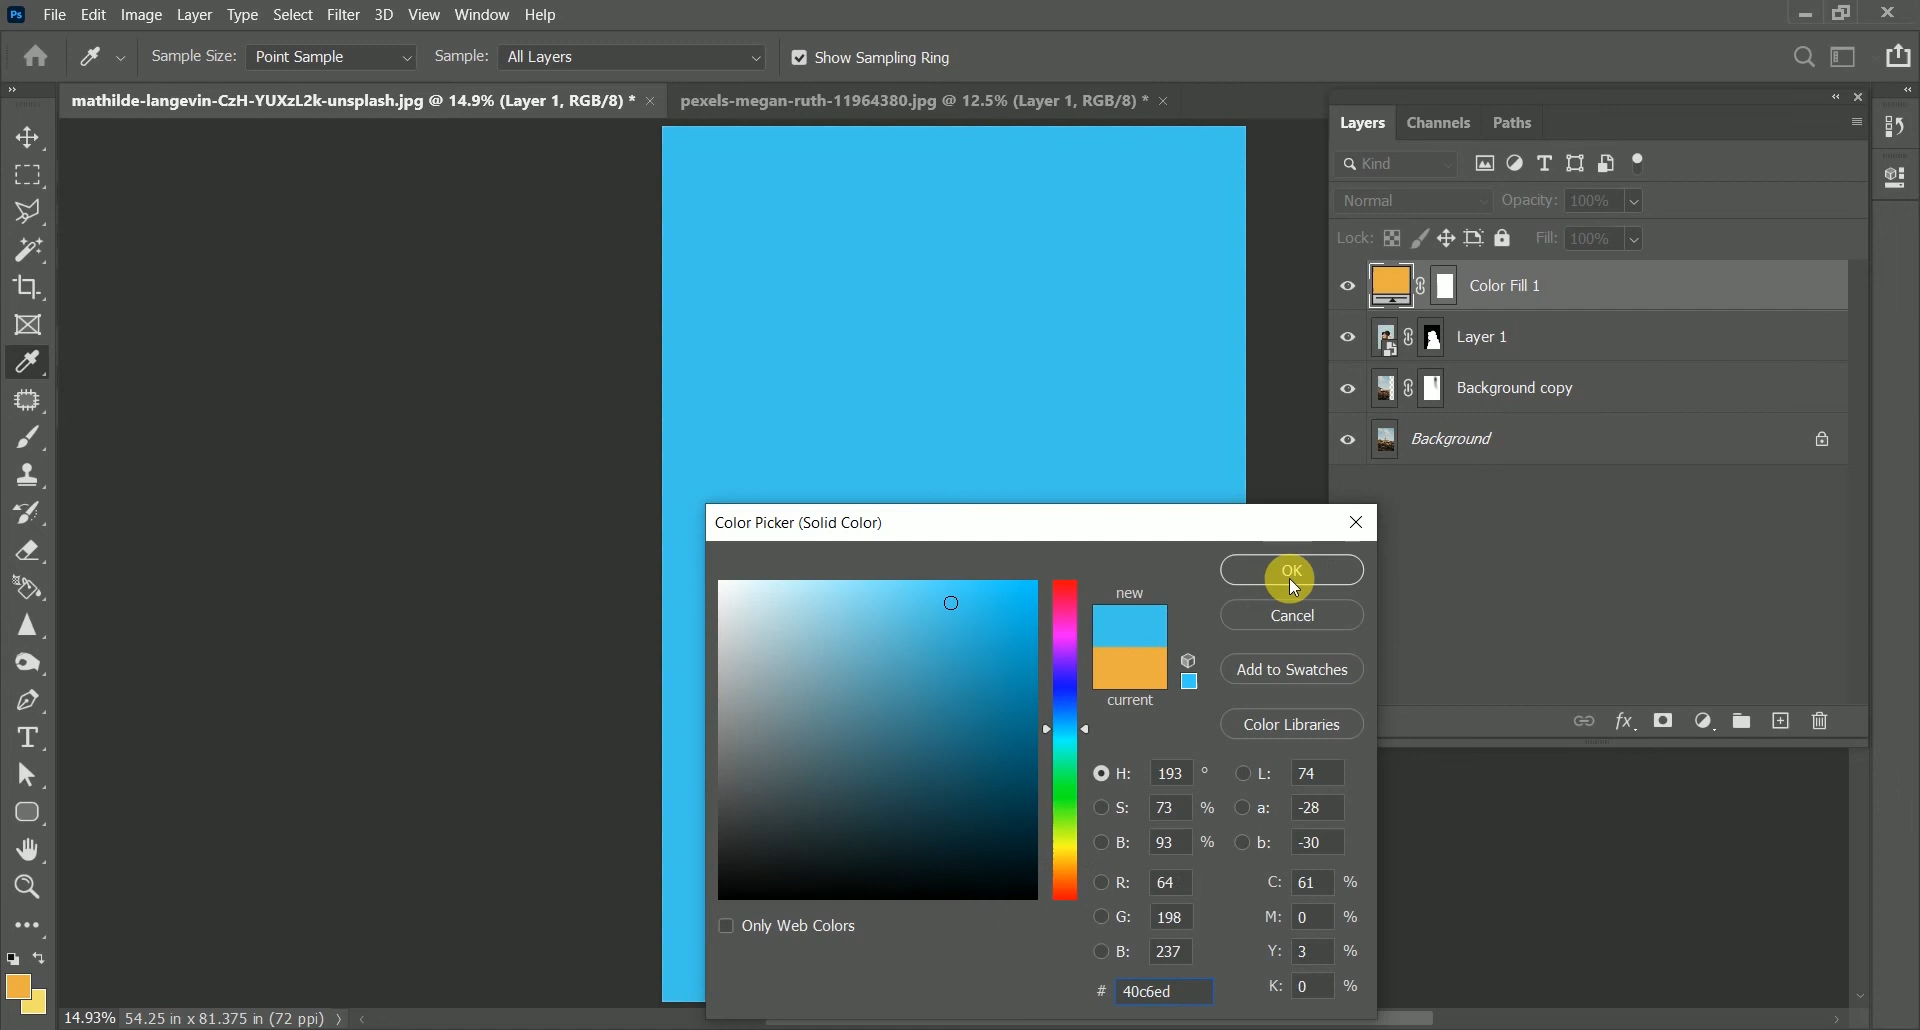 Ps File Edit Image Layer Type Select Filter 3D View Window Help
Sample Size: Point Sample Sample: All Layers Show Sampling Ring
mathilde-langevin-CzH-YUXzL2k-unsplash.jpg @ 14.9% (Layer 1, RGB/8) * pexels-megan-ruth-11964380.jpg @ 12.5% (Layer 1, RGB/8) *
Layers Channels Paths
Kind
Normal Opacity: 100%
Lock: Fill: 100%
Color Fill 1
Layer 1
Background copy
Background
fx
Color Picker (Solid Color)
OK
new
Cancel
Add to Swatches
current
Color Libraries
H: 193 ° L: 74
S: 73 % a: -28
B: 93 % b: -30
R: 64 C: 61 %
G: 198 M: 0 %
B: 237 Y: 3 %
# 40c6ed K: 0 %
Only Web Colors
14.93% 54.25 in x 81.375 in (72 ppi)